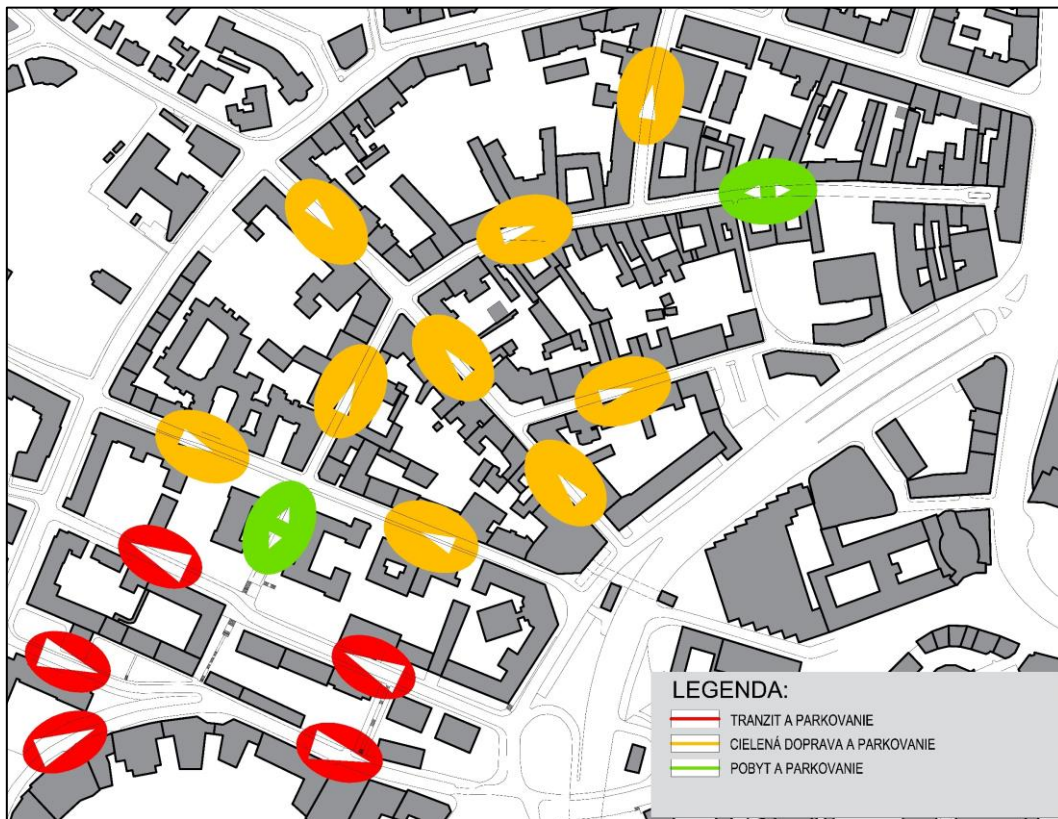 LEGENDA:
TRANZIT A PARKOVANIE
CIELENÁ DOPRAVA A PARKOVANIE
POBYT A PARKOVANIE